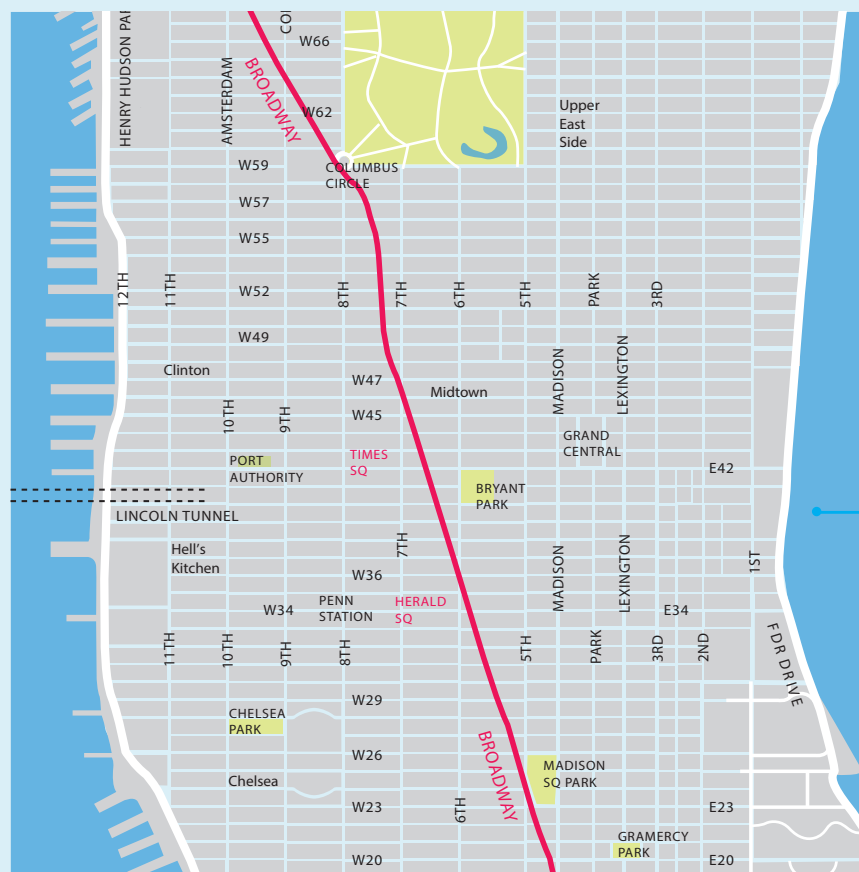 HENRY HUDSON PAR
AMSTERDAM
BROADWAY
CO
W66
W62
Upper
East
Side
W59
COLUMBUS
CIRCLE
W57
W55
12TH
11TH
W52
8TH
7TH
6TH
5TH
PARK
3RD
W49
Clinton
W47
Midtown
MADISON
LEXINGTON
10TH
9TH
W45
GRAND
CENTRAL
PORT
AUTHORITY
TIMES
SQ
E42
BRYANT
PARK
LINCOLN TUNNEL
Hell's
Kitchen
7TH
W36
MADISON
LEXINGTON
1ST
W34
PENN
STATION
HERALD
SQ
E34
11TH
10TH
9TH
8TH
5TH
PARK
3RD
2ND
FDR DRIVE
W29
CHELSEA
PARK
BROADWAY
W26
MADISON
SQ PARK
Chelsea
W23
6TH
E23
GRAMERCY
PARK
W20
E20